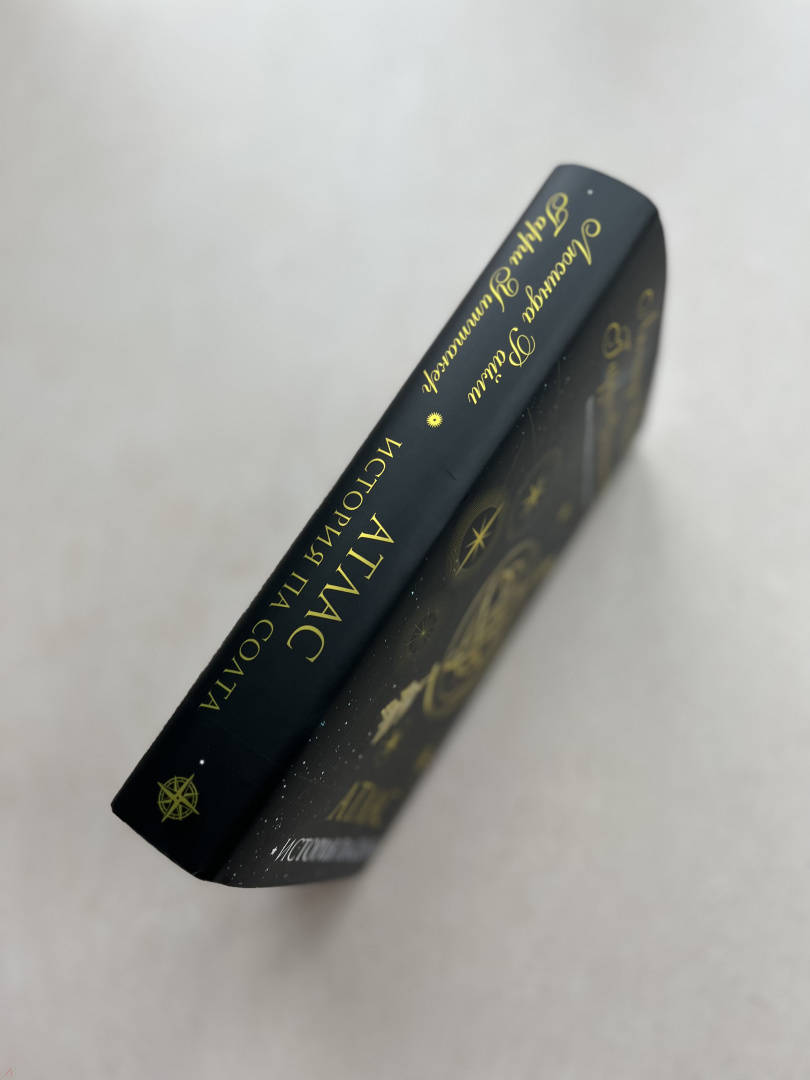 Люсинда Райли
Гарри Уиттакер
АТЛАС
ИСТОРИЯ ПА СОЛТА
АТЛАС